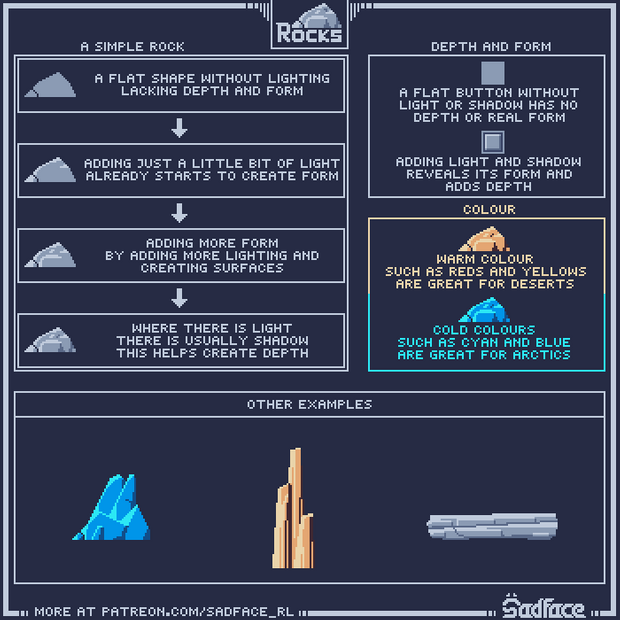 Rocks
A SIMPLE ROCK
A FLAT SHAPE WITHOUT LIGHTING
LACKING DEPTH AND FORM
ADDING JUST A LITTLE BIT OF LIGHT
ALREADY STARTS TO CREATE FORM
ADDING MORE FORM
BY ADDING MORE LIGHTING AND
CREATING SURFACES
WHERE THERE IS LIGHT
THERE IS USUALLY SHADOW
THIS HELPS CREATE DEPTH
DEPTH AND FORM
A FLAT BUTTON WITHOUT
LIGHT OR SHADOW HAS NO
DEPTH OR REAL FORM
ADDING LIGHT AND SHADOW
REVEALS ITS FORM AND
ADDS DEPTH
COLOUR
WARM COLOUR
SUCH AS REDS AND YELLOWS
ARE GREAT FOR DESERTS
COLD COLOURS
SUCH AS CYAN AND BLUE
ARE GREAT FOR ARCTICS
OTHER EXAMPLES
MORE AT PATREON.COM/SADFACE_RL
Sadface